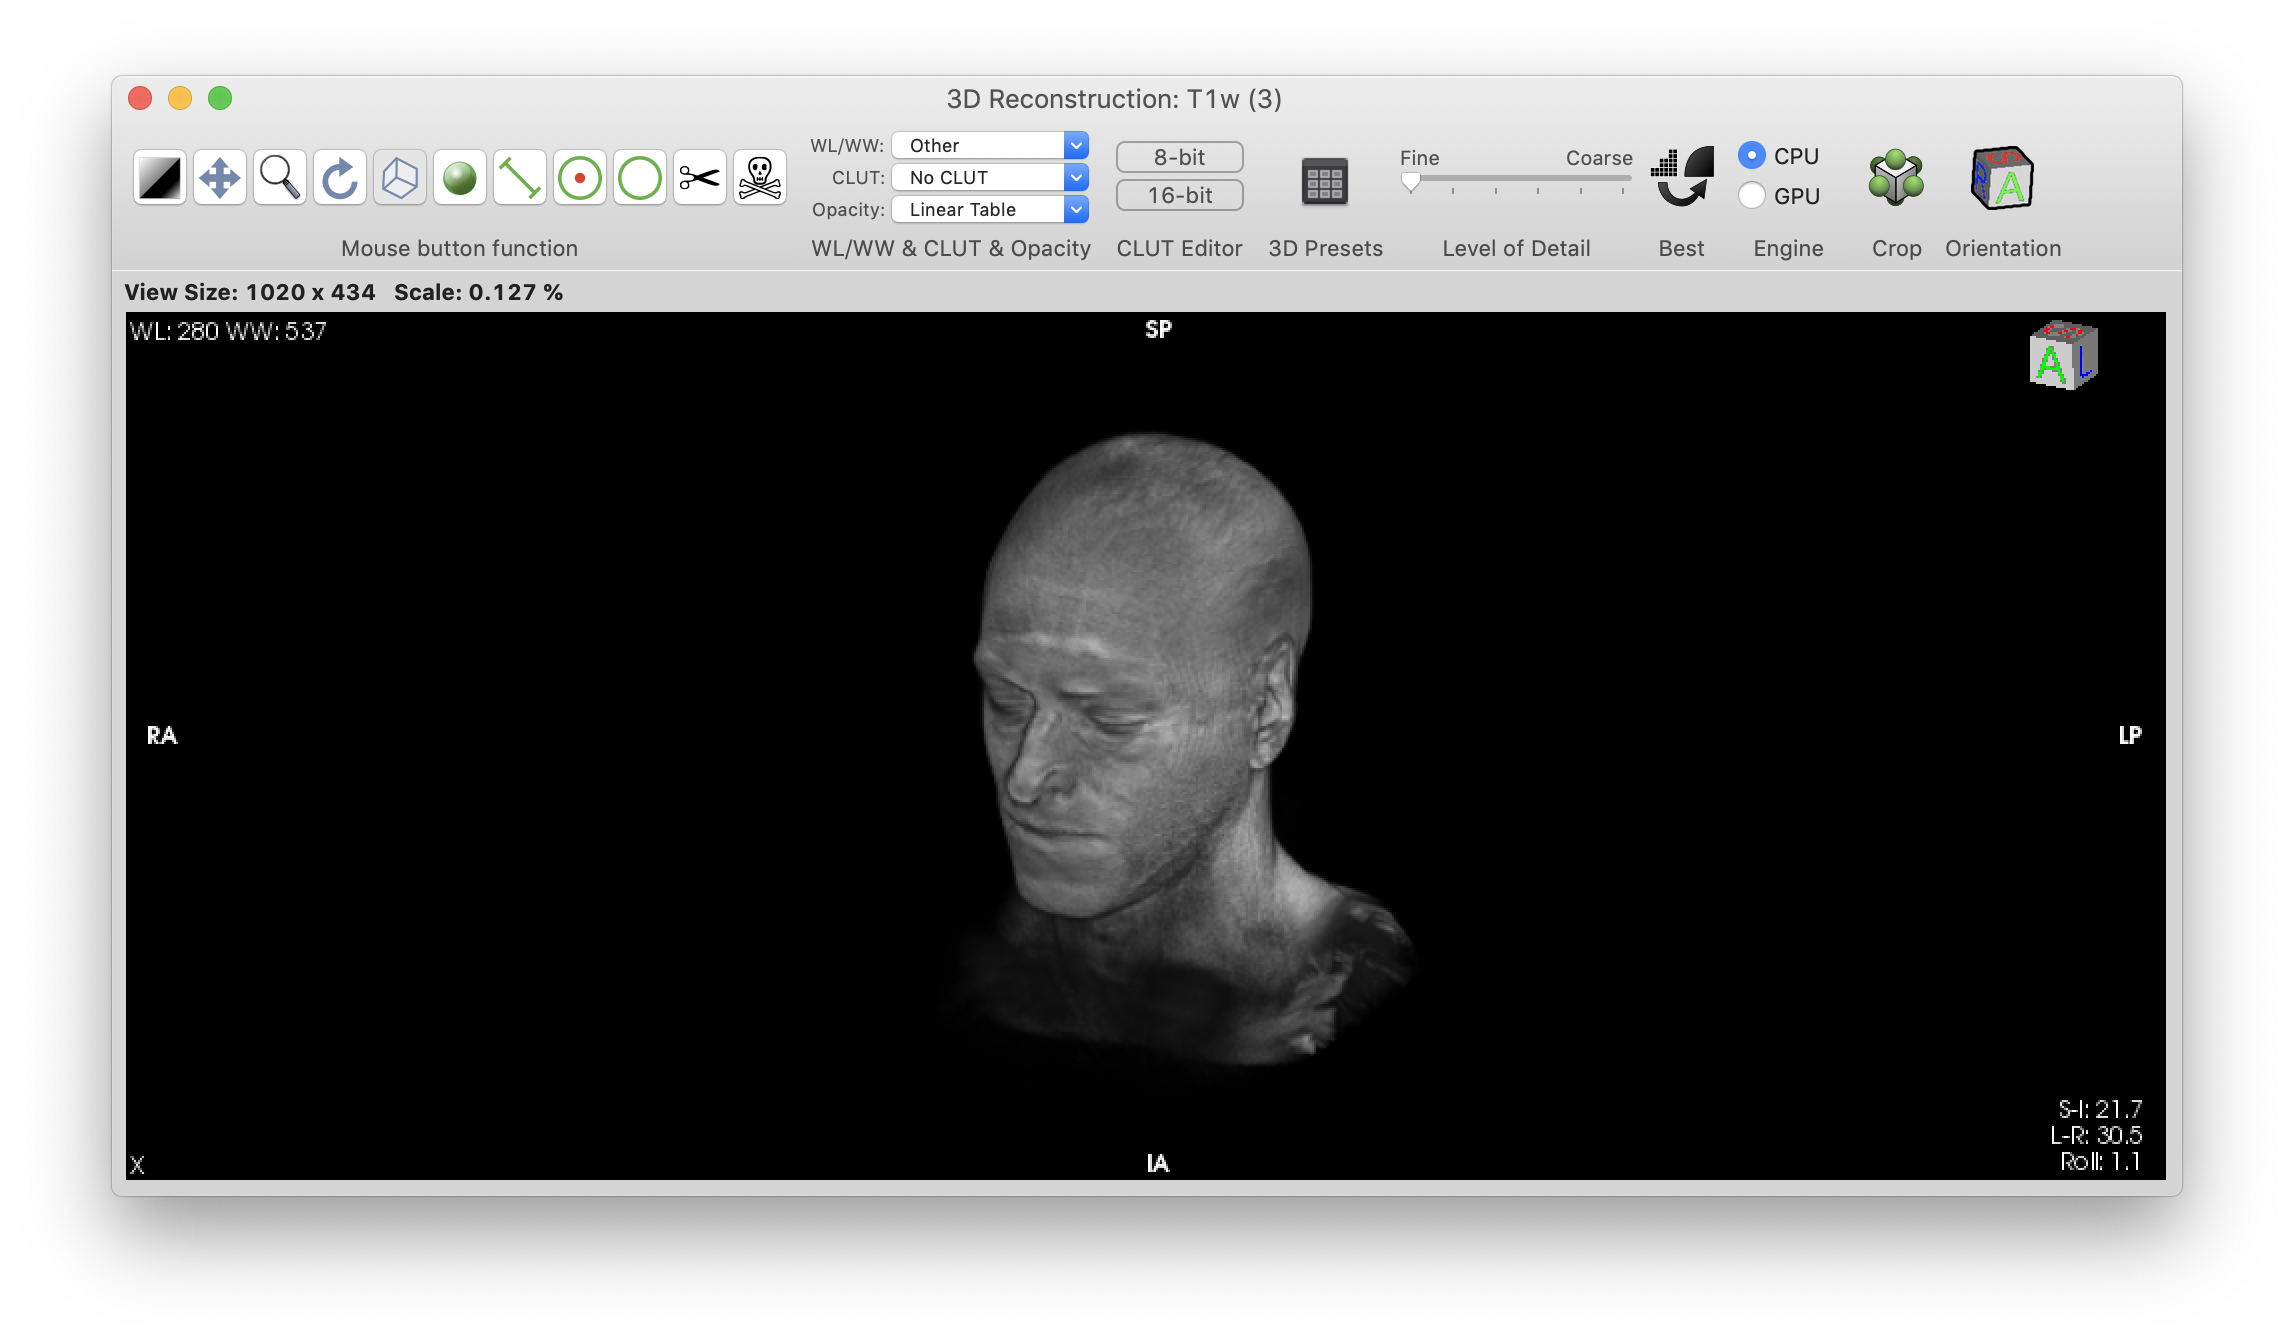 3D Reconstruction: T1w (3)
WL/WW: Other
CLUT: No CLUT
Opacity: Linear Table
8-bit
16-bit
Fine Coarse
CPU
GPU
S A
Mouse button function WL/WW & CLUT & Opacity CLUT Editor 3D Presets Level of Detail Best Engine Crop Orientation
View Size: 1020 x 434 Scale: 0.127 %
WL: 280 WW: 537
SP
A L
RA
LP
S-I: 21.7
L-R: 30.5
Roll: 1.1
X
IA